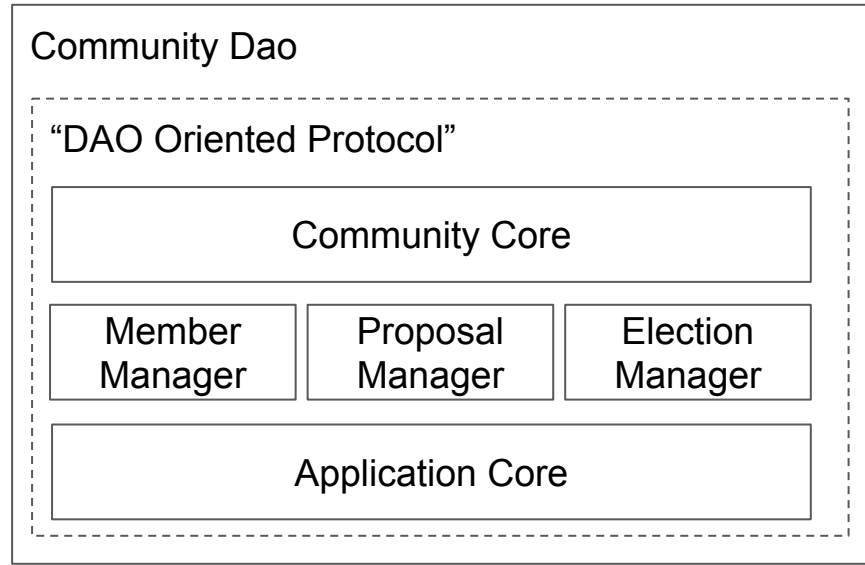 Community Dao
“DAO Oriented Protocol”
Community Core
Member
Manager
Proposal
Manager
Election
Manager
Application Core